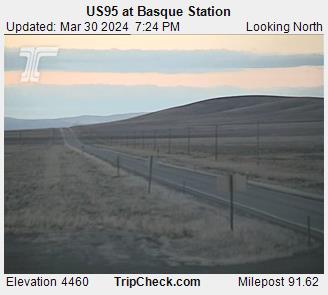 US95 at Basque Station
Updated: Mar 30 2024 7:24 PM Looking North
Elevation 4460 TripCheck.com Milepost 91.62